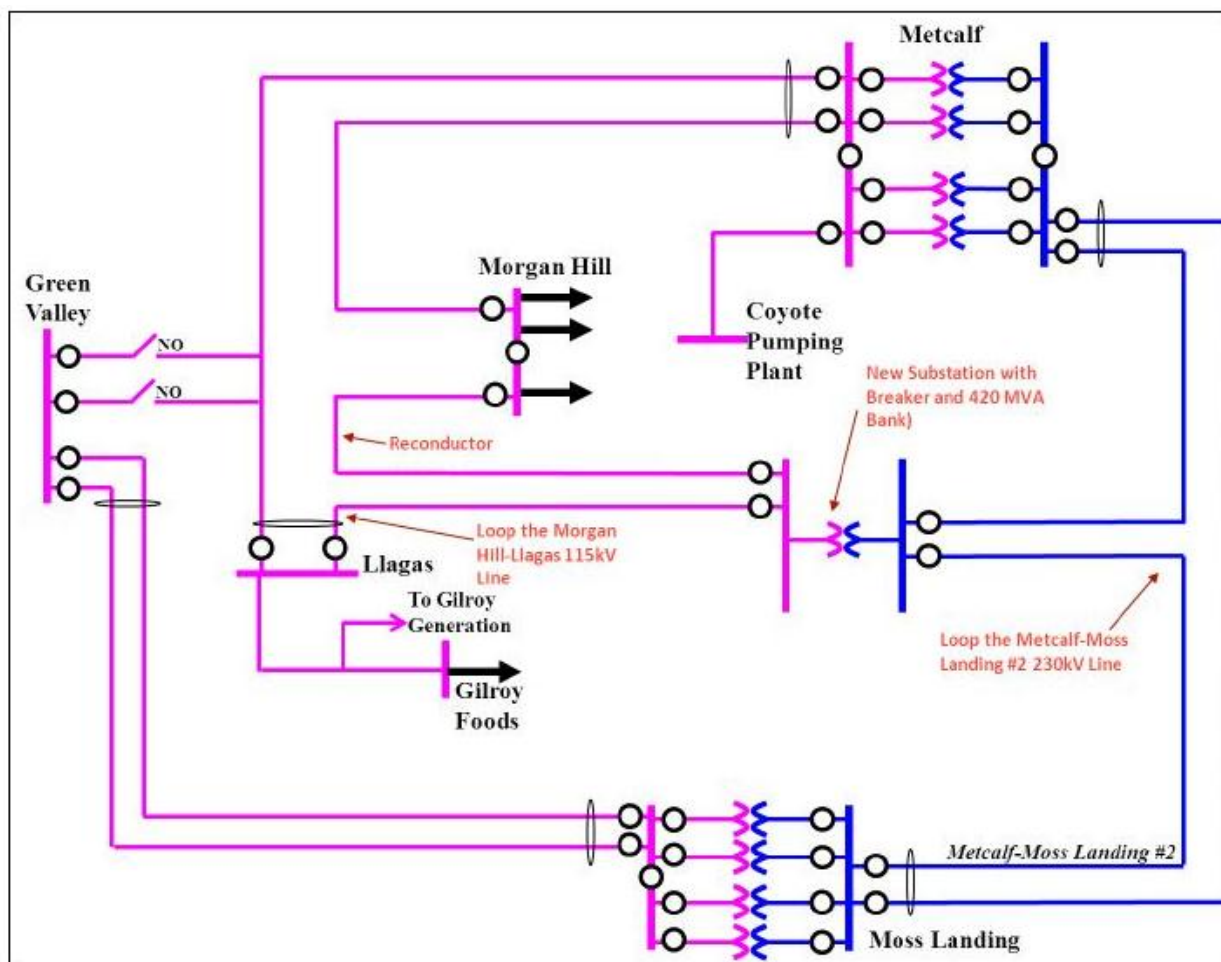 Metcalf
Green
Valley
NO
NO
Morgan Hill
Coyote
Pumping
Plant
New Substation with
Breaker and 420 MVA
Bank)
Reconductor
Loop the Morgan
Hill-Llagas 115kV
Line
Llagas
To Gilroy
Generation
Gilroy
Foods
Loop the Metcalf-Moss
Landing #2 230kV Line
Metcalf-Moss Landing #2
Moss Landing